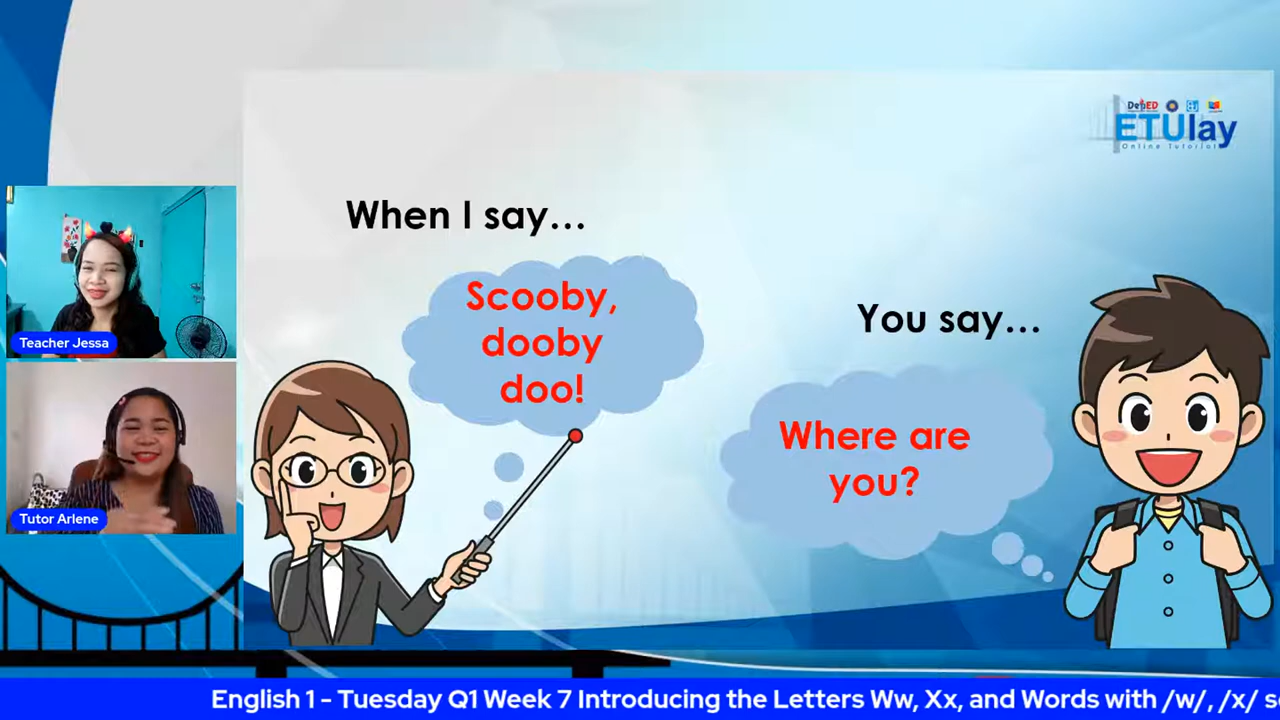 DepED
ETUlay
Online Tutorial
When I say…
Scooby,
dooby
doo!
You say…
Where are
you?
Teacher Jessa
Tutor Arlene
English 1 - Tuesday Q1 Week 7 Introducing the Letters Ww, Xx, and Words with /w/, /x/ s